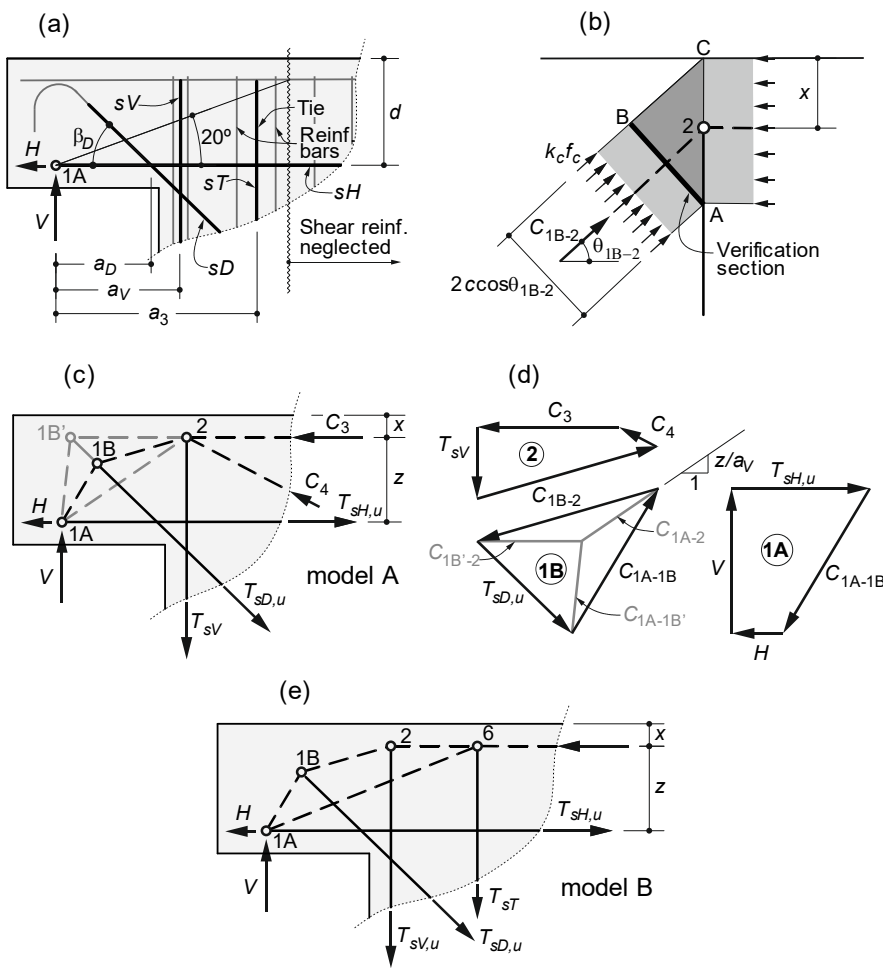 (a)
sV
Tie
β_D
20º
Reinf.
bars
d
H
1A
sT
sH
V
Shear reinf.
neglected
a_D
sD
a_V
a_3
(b)
C
x
B
2
k_c f_c
A
C_1B-2
θ_1B-2
Verification
section
2c cosθ_1B-2
(c)
1B'
2
C_3
x
1B
z
C_4
H
1A
T_sH,u
V
T_sD,u
model A
T_sV
(d)
C_3
C_4
T_sV
2
z/a_V
1
T_sH,u
C_1B-2
C_1A-2
C_1B'-2
1B
V
1A
T_sD,u
C_1A-1B
C_1A-1B'
C_1A-1B
H
(e)
2
6
x
1B
z
H
T_sH,u
1A
V
T_sT
model B
T_sV,u
T_sD,u